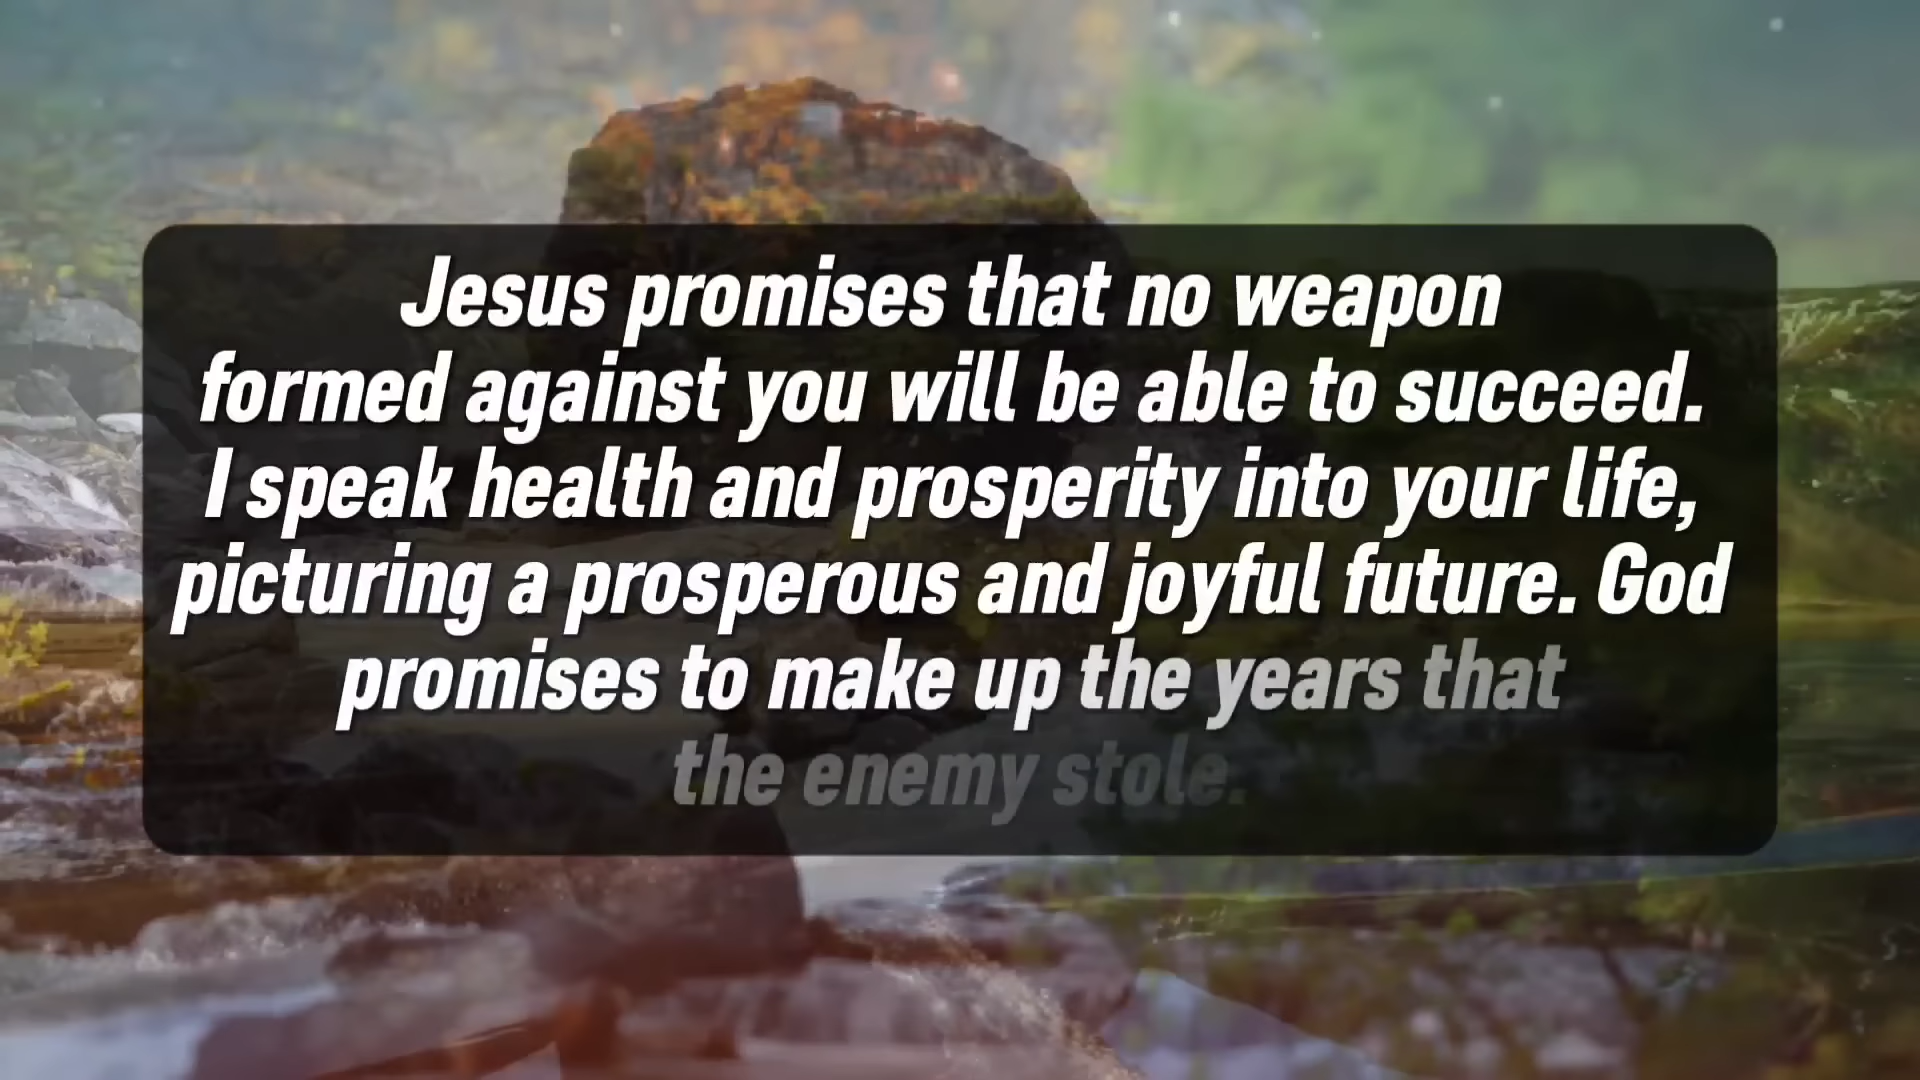 Jesus promises that no weapon
formed against you will be able to succeed.
I speak health and prosperity into your life,
picturing a prosperous and joyful future. God
promises to make up the years that
the enemy stole.